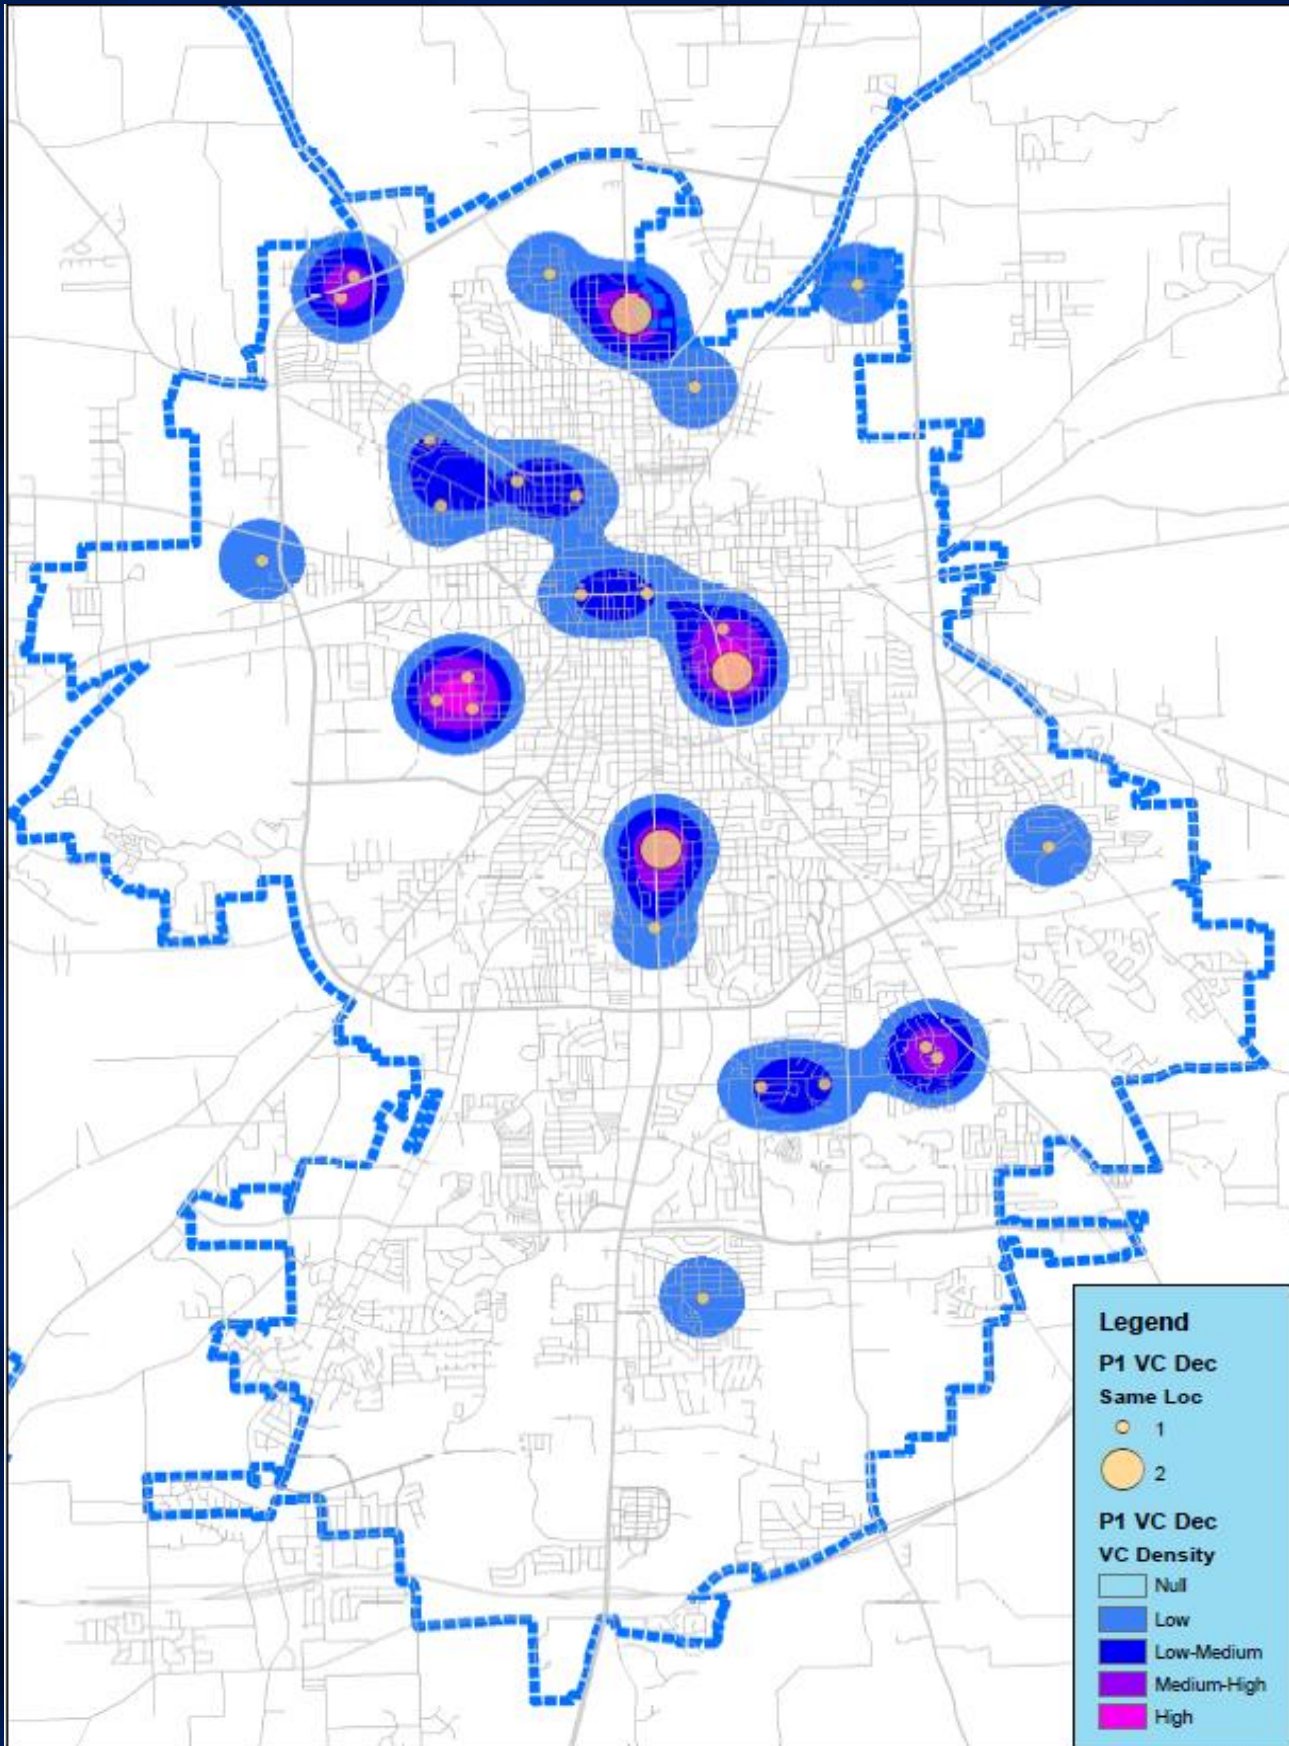 Legend
P1 VC Dec
Same Loc
1
2
P1 VC Dec
VC Density
Null
Low
Low-Medium
Medium-High
High